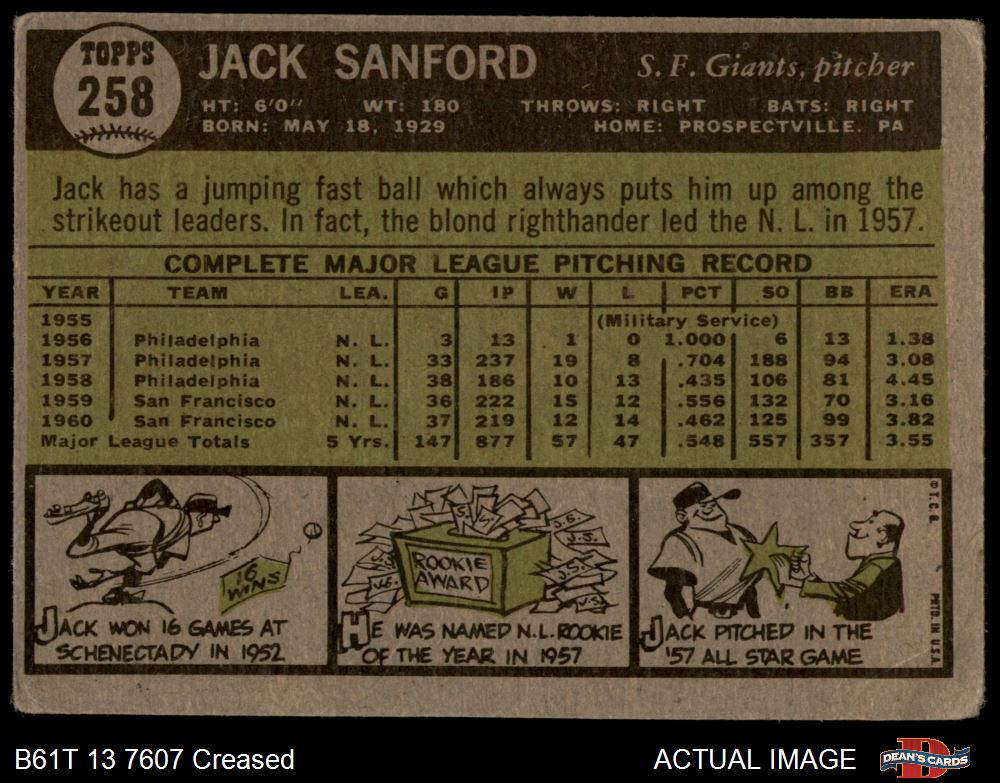 TOPPS
258
JACK SANFORD
S. F. Giants, pitcher
HT: 6'0" WT: 180 THROWS: RIGHT BATS: RIGHT
BORN: MAY 18, 1929 HOME: PROSPECTVILLE. PA
Jack has a jumping fast ball which always puts him up among the
strikeout leaders. In fact, the blond righthander led the N. L. in 1957.
COMPLETE MAJOR LEAGUE PITCHING RECORD
YEAR TEAM LEA. G IP W L PCT SO BB ERA
1955 (Military Service)
1956 Philadelphia N. L. 3 13 1 0 1.000 6 13 1.38
1957 Philadelphia N. L. 33 237 19 8 .704 188 94 3.08
1958 Philadelphia N. L. 38 186 10 13 .435 106 81 4.45
1959 San Francisco N. L. 36 222 15 12 .556 132 70 3.16
1960 San Francisco N. L. 37 219 12 14 .462 125 99 3.82
Major League Totals 5 Yrs. 147 877 57 47 .548 557 357 3.55
16
WINS
JACK WON 16 GAMES AT
SCHENECTADY IN 1952
J.S.
J.S.
J.S.
ROOKIE
AWARD
HE WAS NAMED N.L. ROOKIE
OF THE YEAR IN 1957
JACK PITCHED IN THE
'57 ALL STAR GAME
© T. C. G.
PRTD. IN U.S.A.
B61T 13 7607 Creased
ACTUAL IMAGE
DEAN'S CARDS